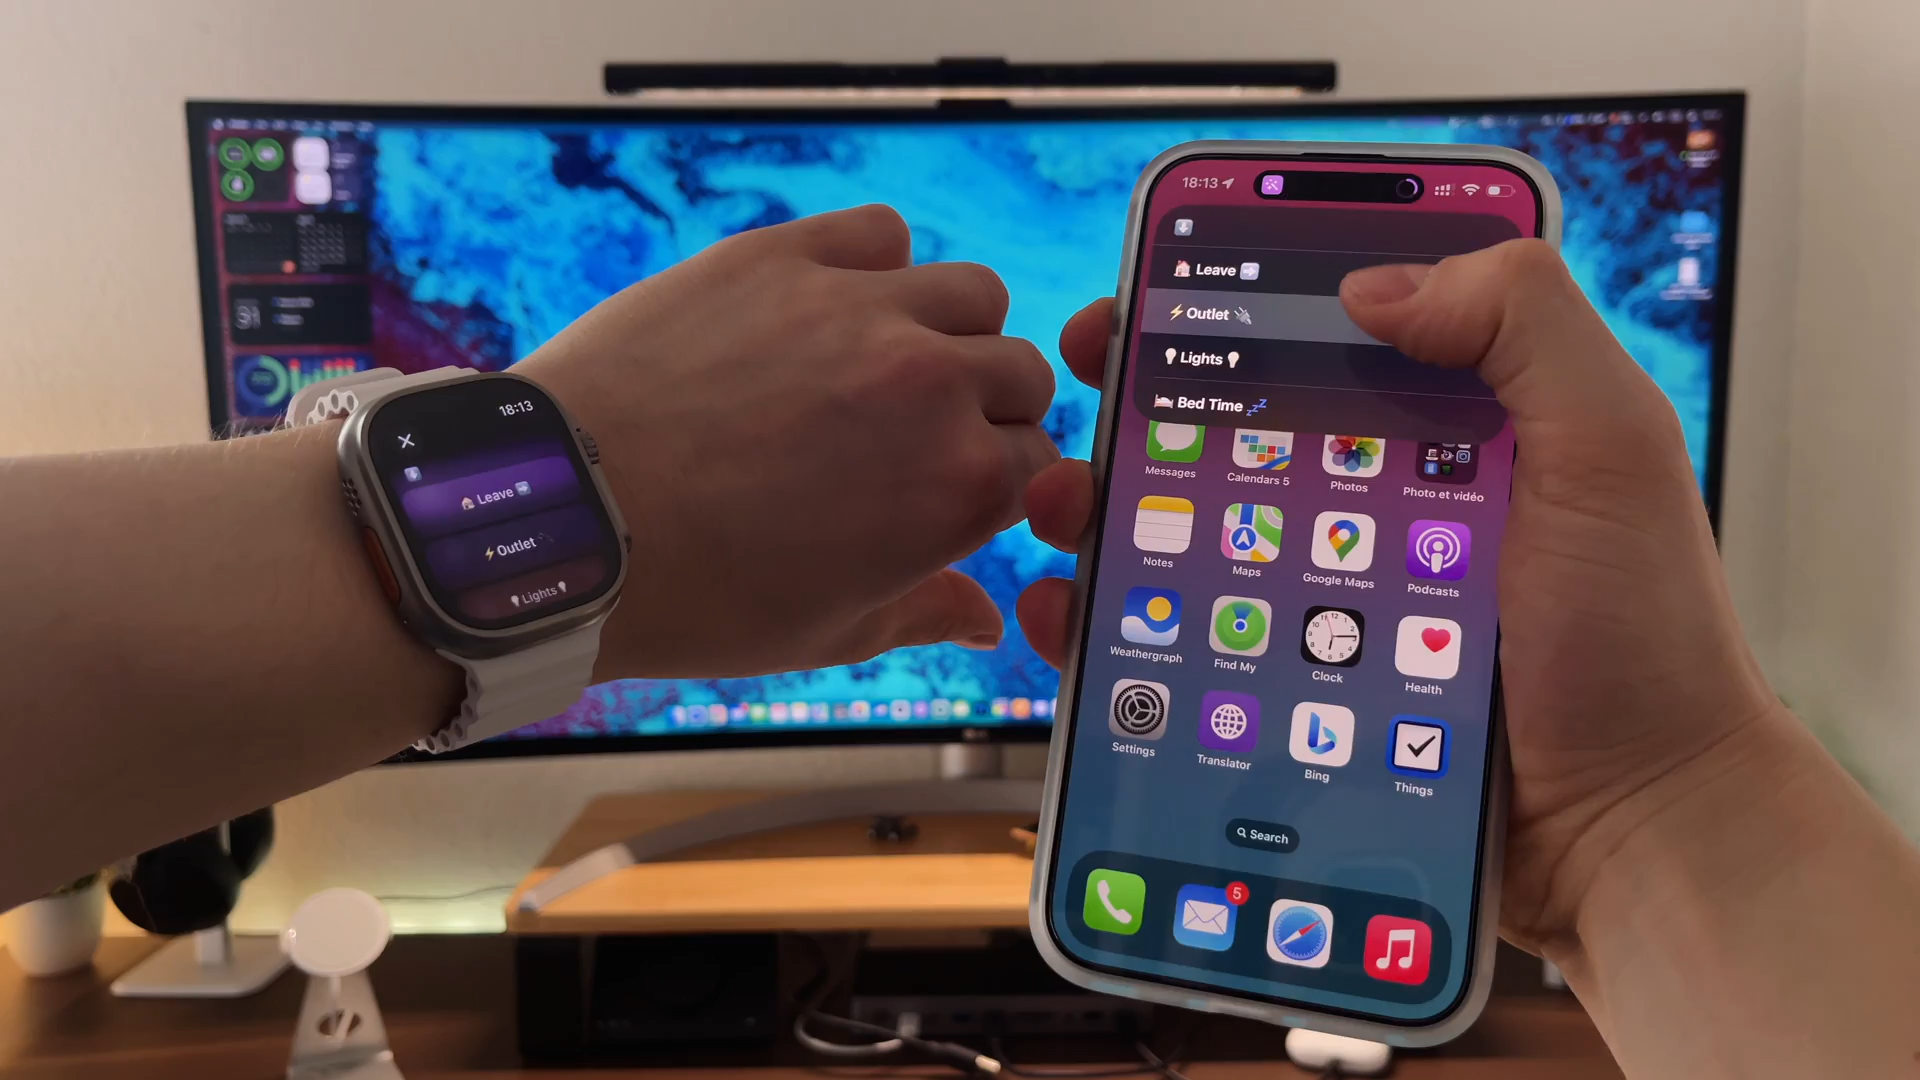 18:13
Leave
Outlet
Lights
18:13
Leave
Outlet
Lights
Bed Time
Messages
Calendars 5
Photos
Photo et vidéo
Notes
Maps
Google Maps
Podcasts
Weathergraph
Find My
Clock
Health
Settings
Translator
Bing
Things
Search
5